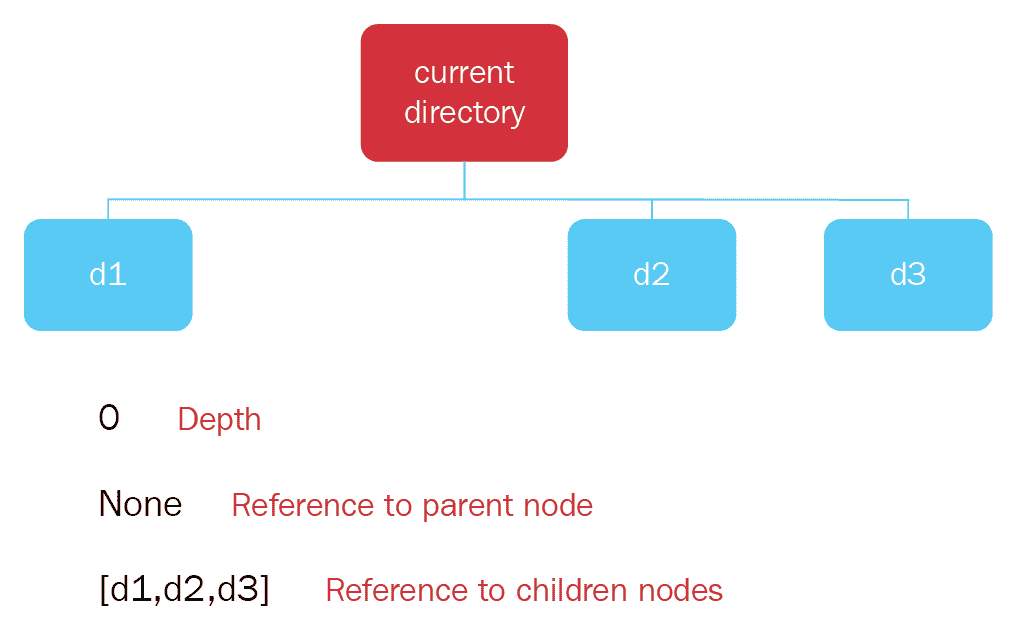 current
directory
d1
d2
d3
0 Depth
None Reference to parent node
[d1,d2,d3] Reference to children nodes